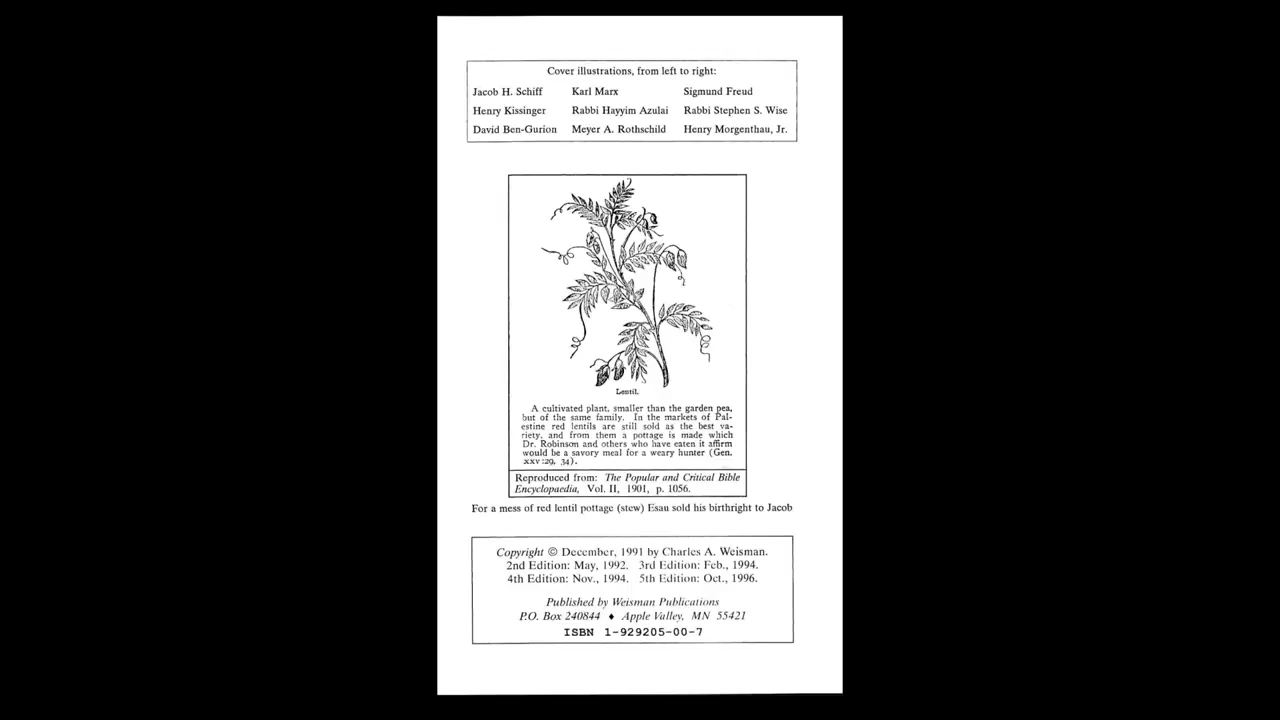 Cover illustrations, from left to right:
Jacob H. Schiff Karl Marx Sigmund Freud
Henry Kissinger Rabbi Hayyim Azulai Rabbi Stephen S. Wise
David Ben-Gurion Meyer A. Rothschild Henry Morgenthau, Jr.
Lentil.
A cultivated plant, smaller than the garden pea,
but of the same family. In the markets of Pal-
estine red lentils are still sold as the best va-
riety, and from them a pottage is made which
Dr. Robinson and others who have eaten it affirm
would be a savory meal for a weary hunter (Gen.
xxv:29, 34).
Reproduced from: The Popular and Critical Bible
Encyclopaedia, Vol. II, 1901, p. 1056.
For a mess of red lentil pottage (stew) Esau sold his birthright to Jacob
Copyright © December, 1991 by Charles A. Weisman.
2nd Edition: May, 1992. 3rd Edition: Feb., 1994.
4th Edition: Nov., 1994. 5th Edition: Oct., 1996.
Published by Weisman Publications
P.O. Box 240844 ♦ Apple Valley, MN 55421
ISBN 1-929205-00-7